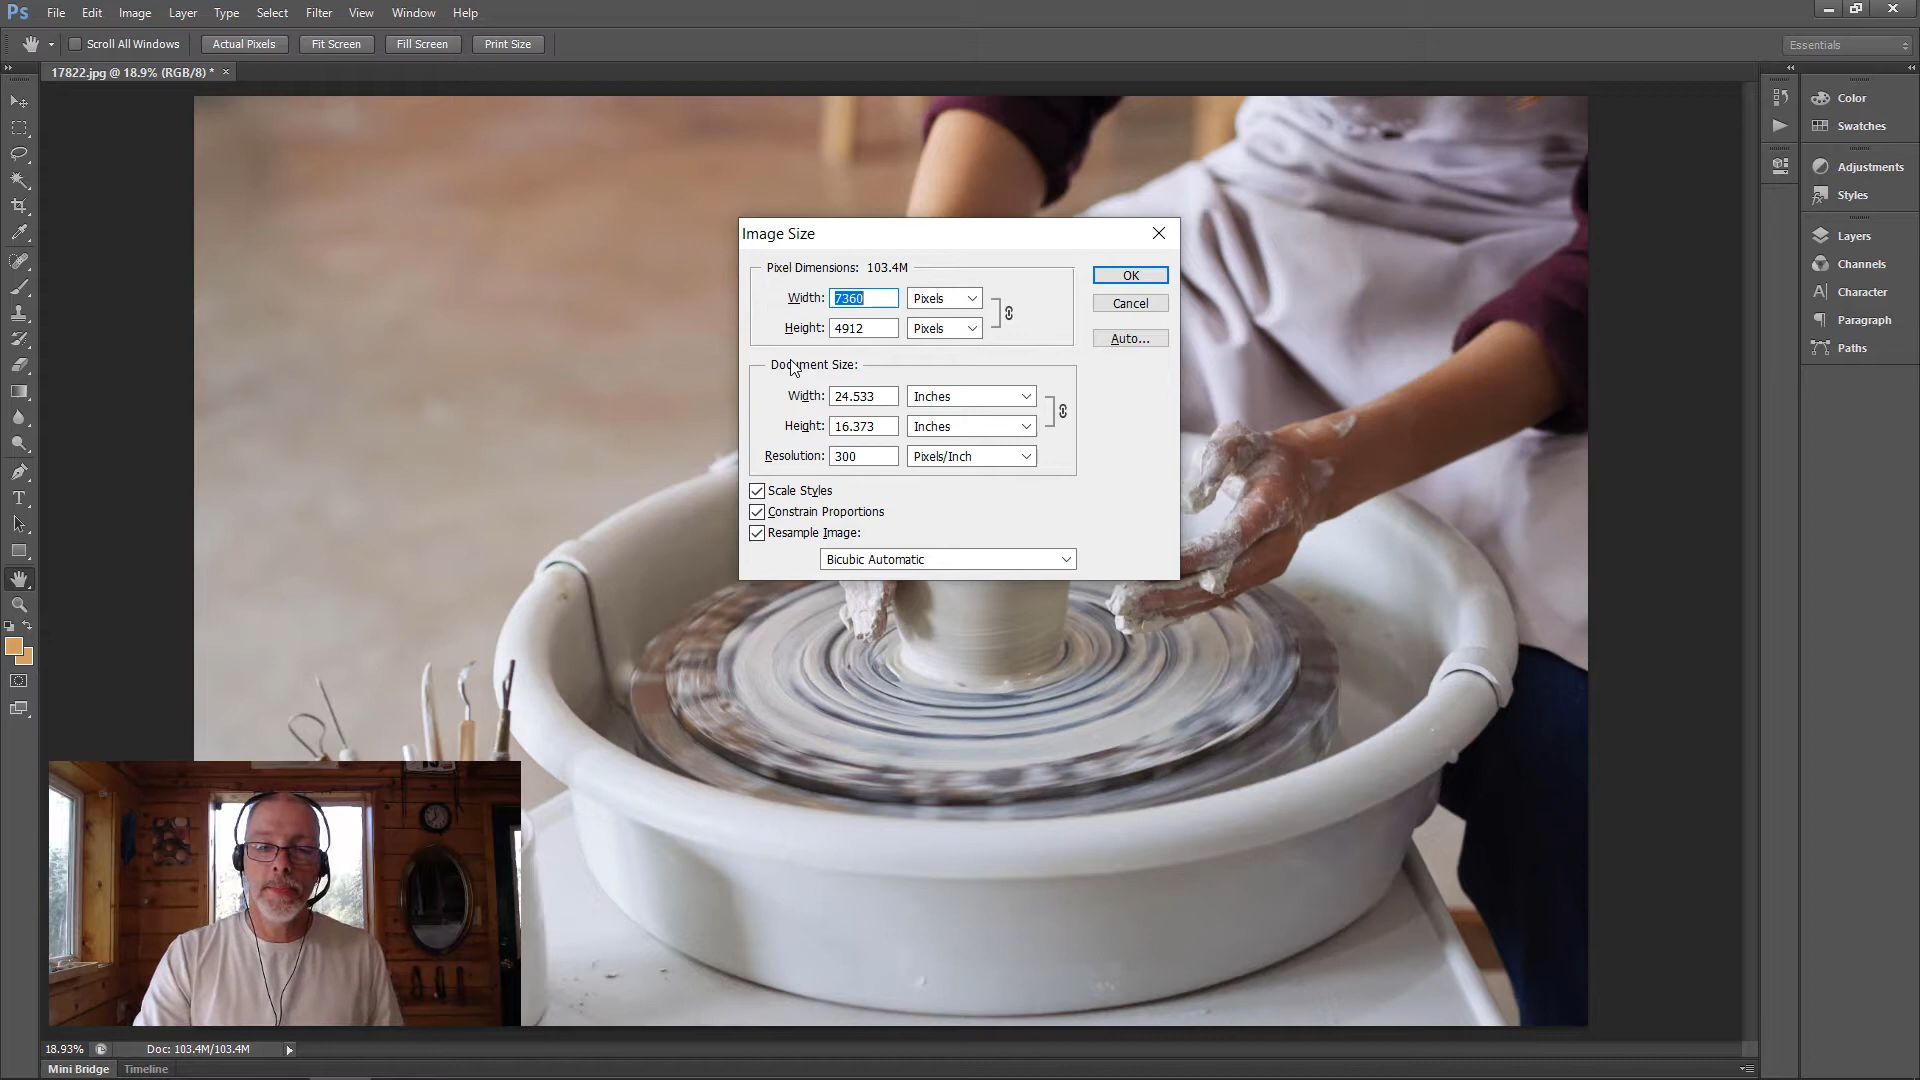 Ps File Edit Image Layer Type Select Filter View Window Help
Scroll All Windows Actual Pixels Fit Screen Fill Screen Print Size Essentials
17822.jpg @ 18.9% (RGB/8) * ×
Color
Swatches
Adjustments
Styles
Layers
Channels
Character
Paragraph
Paths
Image Size
Pixel Dimensions: 103.4M
OK
Width: 7360 Pixels
Cancel
Height: 4912 Pixels
Auto...
Document Size:
Width: 24.533 Inches
Height: 16.373 Inches
Resolution: 300 Pixels/Inch
Scale Styles
Constrain Proportions
Resample Image:
Bicubic Automatic
18.93% Doc: 103.4M/103.4M
Mini Bridge Timeline